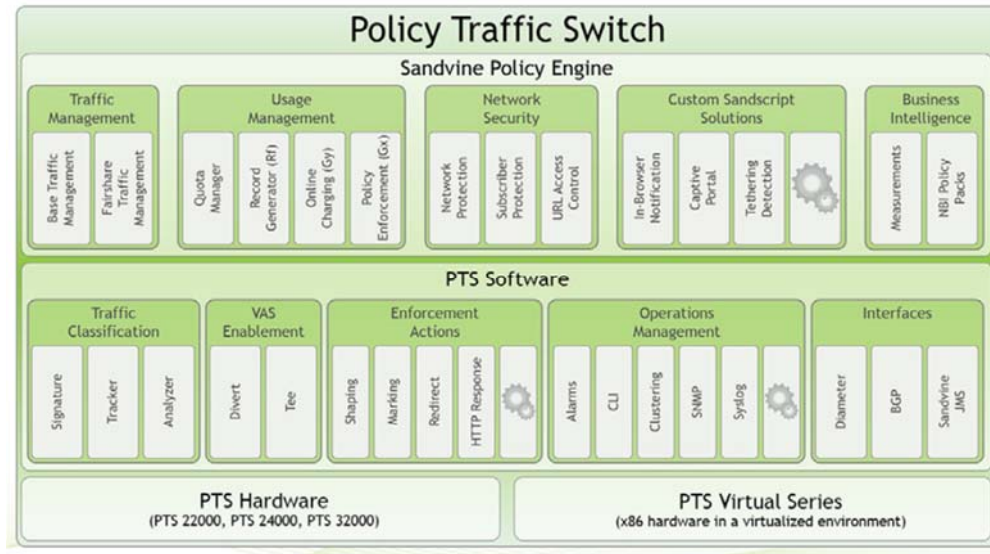 Policy Traffic Switch
Sandvine Policy Engine
Traffic
Management
Base Traffic
Management
Fairshare
Traffic
Management
Usage
Management
Quota
Manager
Record
Generator (Rf)
Online
Charging (Gy)
Policy
Enforcement (Gx)
Network
Security
Network
Protection
Subscriber
Protection
URL Access
Control
Custom Sandscript
Solutions
In-Browser
Notification
Captive
Portal
Tethering
Detection
Business
Intelligence
Measurements
NBI Policy
Packs
PTS Software
Traffic
Classification
Signature
Tracker
Analyzer
VAS
Enablement
Divert
Tee
Enforcement
Actions
Shaping
Marking
Redirect
HTTP Response
Operations
Management
Alarms
CLI
Clustering
SNMP
Syslog
Interfaces
Diameter
BGP
Sandvine
JMS
PTS Hardware
(PTS 22000, PTS 24000, PTS 32000)
PTS Virtual Series
(x86 hardware in a virtualized environment)